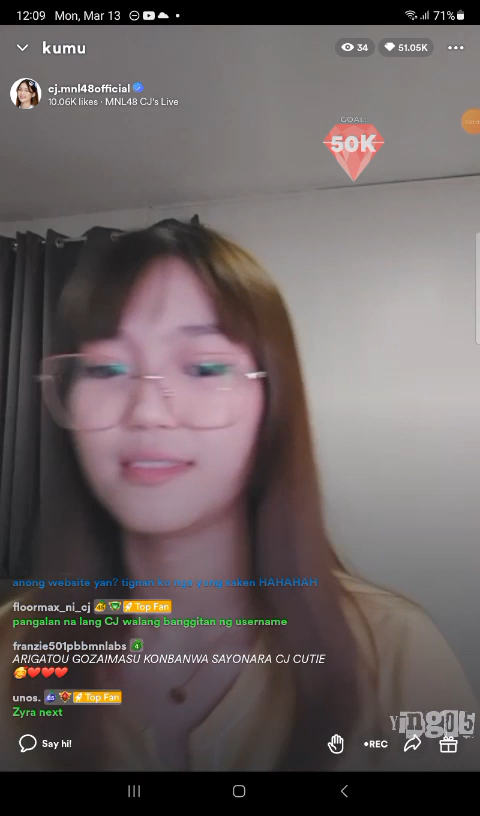 12:09 Mon, Mar 13 71%
kumu 34 51.05K
cj.mnl48official
10.06K likes · MNL48 CJ's Live
GOAL:
50K
anong website yan? tignan ko nga yung saken HAHAHAH
floormax_ni_cj Top Fan
pangalan na lang CJ walang banggitan ng username
franzie501pbbmnlabs 4
ARIGATOU GOZAIMASU KONBANWA SAYONARA CJ CUTIE
🥰❤️❤️❤️
unos. Top Fan
Zyra next
Say hi! •REC
Ying05